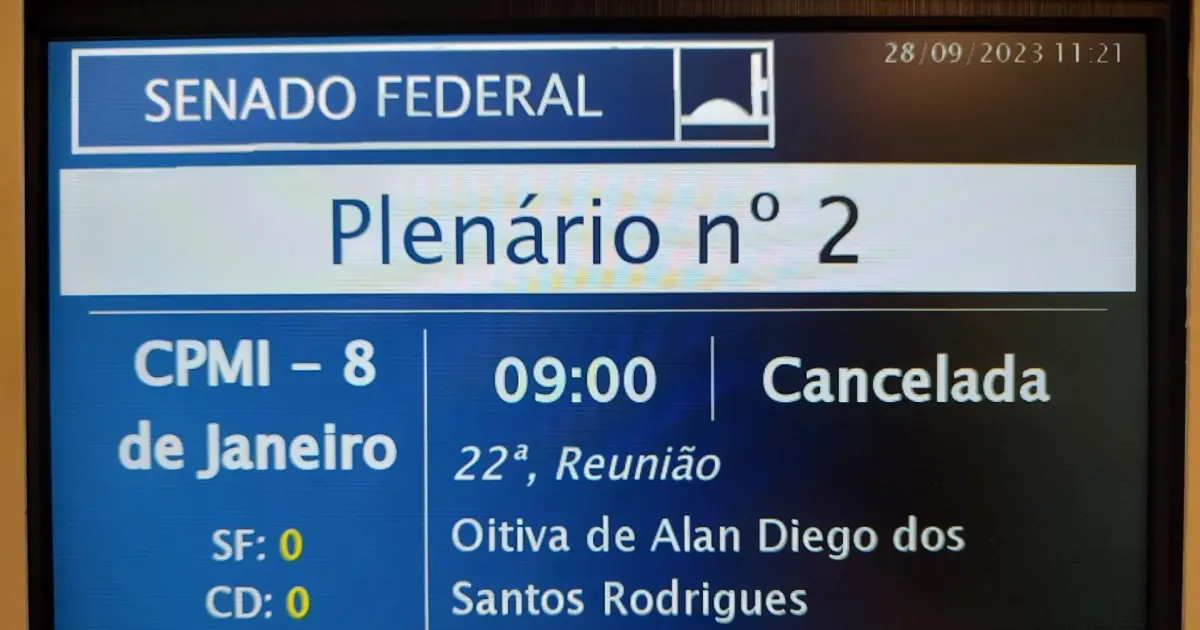 28/09/2023 11:21
SENADO FEDERAL
Plenário nº 2
CPMI - 8
de Janeiro
SF: 0
CD: 0
09:00
Cancelada
22ª, Reunião
Oitiva de Alan Diego dos
Santos Rodrigues